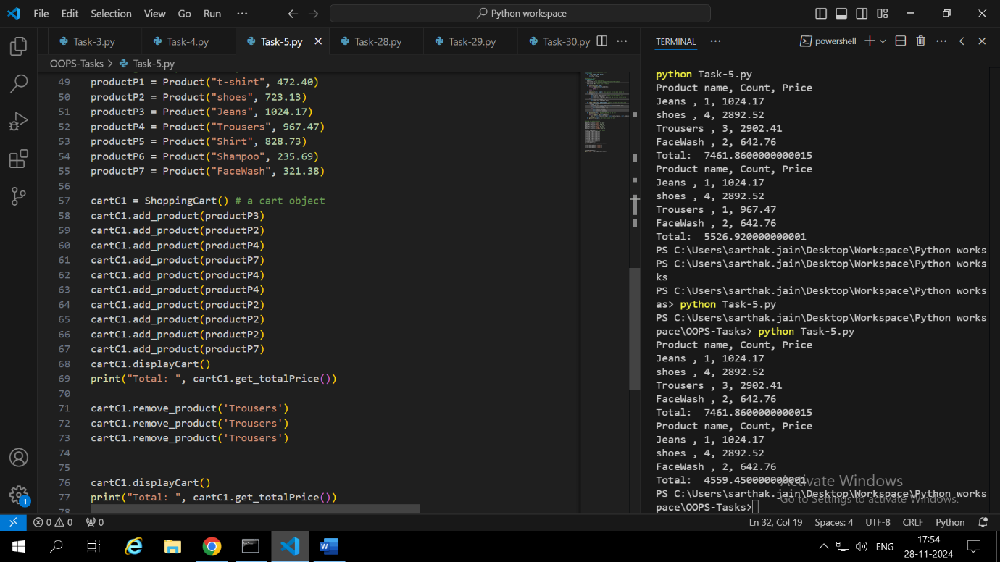 File Edit Selection View Go Run ··· Python workspace
Task-3.py Task-4.py Task-5.py Task-28.py Task-29.py Task-30.py
OOPS-Tasks > Task-5.py
49 productP1 = Product("t-shirt", 472.40)
50 productP2 = Product("shoes", 723.13)
51 productP3 = Product("Jeans", 1024.17)
52 productP4 = Product("Trousers", 967.47)
53 productP5 = Product("Shirt", 828.73)
54 productP6 = Product("Shampoo", 235.69)
55 productP7 = Product("FaceWash", 321.38)
56
57 cartC1 = ShoppingCart() # a cart object
58 cartC1.add_product(productP3)
59 cartC1.add_product(productP2)
60 cartC1.add_product(productP4)
61 cartC1.add_product(productP7)
62 cartC1.add_product(productP4)
63 cartC1.add_product(productP4)
64 cartC1.add_product(productP2)
65 cartC1.add_product(productP2)
66 cartC1.add_product(productP2)
67 cartC1.add_product(productP7)
68 cartC1.displayCart()
69 print("Total: ", cartC1.get_totalPrice())
70
71 cartC1.remove_product('Trousers')
72 cartC1.remove_product('Trousers')
73 cartC1.remove_product('Trousers')
74
75
76 cartC1.displayCart()
77 print("Total: ", cartC1.get_totalPrice())
78
TERMINAL ··· powershell
python Task-5.py
Product name, Count, Price
Jeans , 1, 1024.17
shoes , 4, 2892.52
Trousers , 3, 2902.41
FaceWash , 2, 642.76
Total:  7461.8600000000015
Product name, Count, Price
Jeans , 1, 1024.17
shoes , 4, 2892.52
Trousers , 1, 967.47
FaceWash , 2, 642.76
Total:  5526.920000000001
PS C:\Users\sarthak.jain\Desktop\Workspace\Python works
PS C:\Users\sarthak.jain\Desktop\Workspace\Python works
ks
PS C:\Users\sarthak.jain\Desktop\Workspace\Python works
as> python Task-5.py
PS C:\Users\sarthak.jain\Desktop\Workspace\Python works
pace\OOPS-Tasks> python Task-5.py
Product name, Count, Price
Jeans , 1, 1024.17
shoes , 4, 2892.52
Trousers , 3, 2902.41
FaceWash , 2, 642.76
Total:  7461.8600000000015
Product name, Count, Price
Jeans , 1, 1024.17
shoes , 4, 2892.52
FaceWash , 2, 642.76
Total:  4559.450000000001
PS C:\Users\sarthak.jain\Desktop\Workspace\Python works
pace\OOPS-Tasks>
Activate Windows
Go to Settings to activate Windows.
0 0 0 Ln 32, Col 19 Spaces: 4 UTF-8 CRLF Python
1
ENG 17:54
28-11-2024